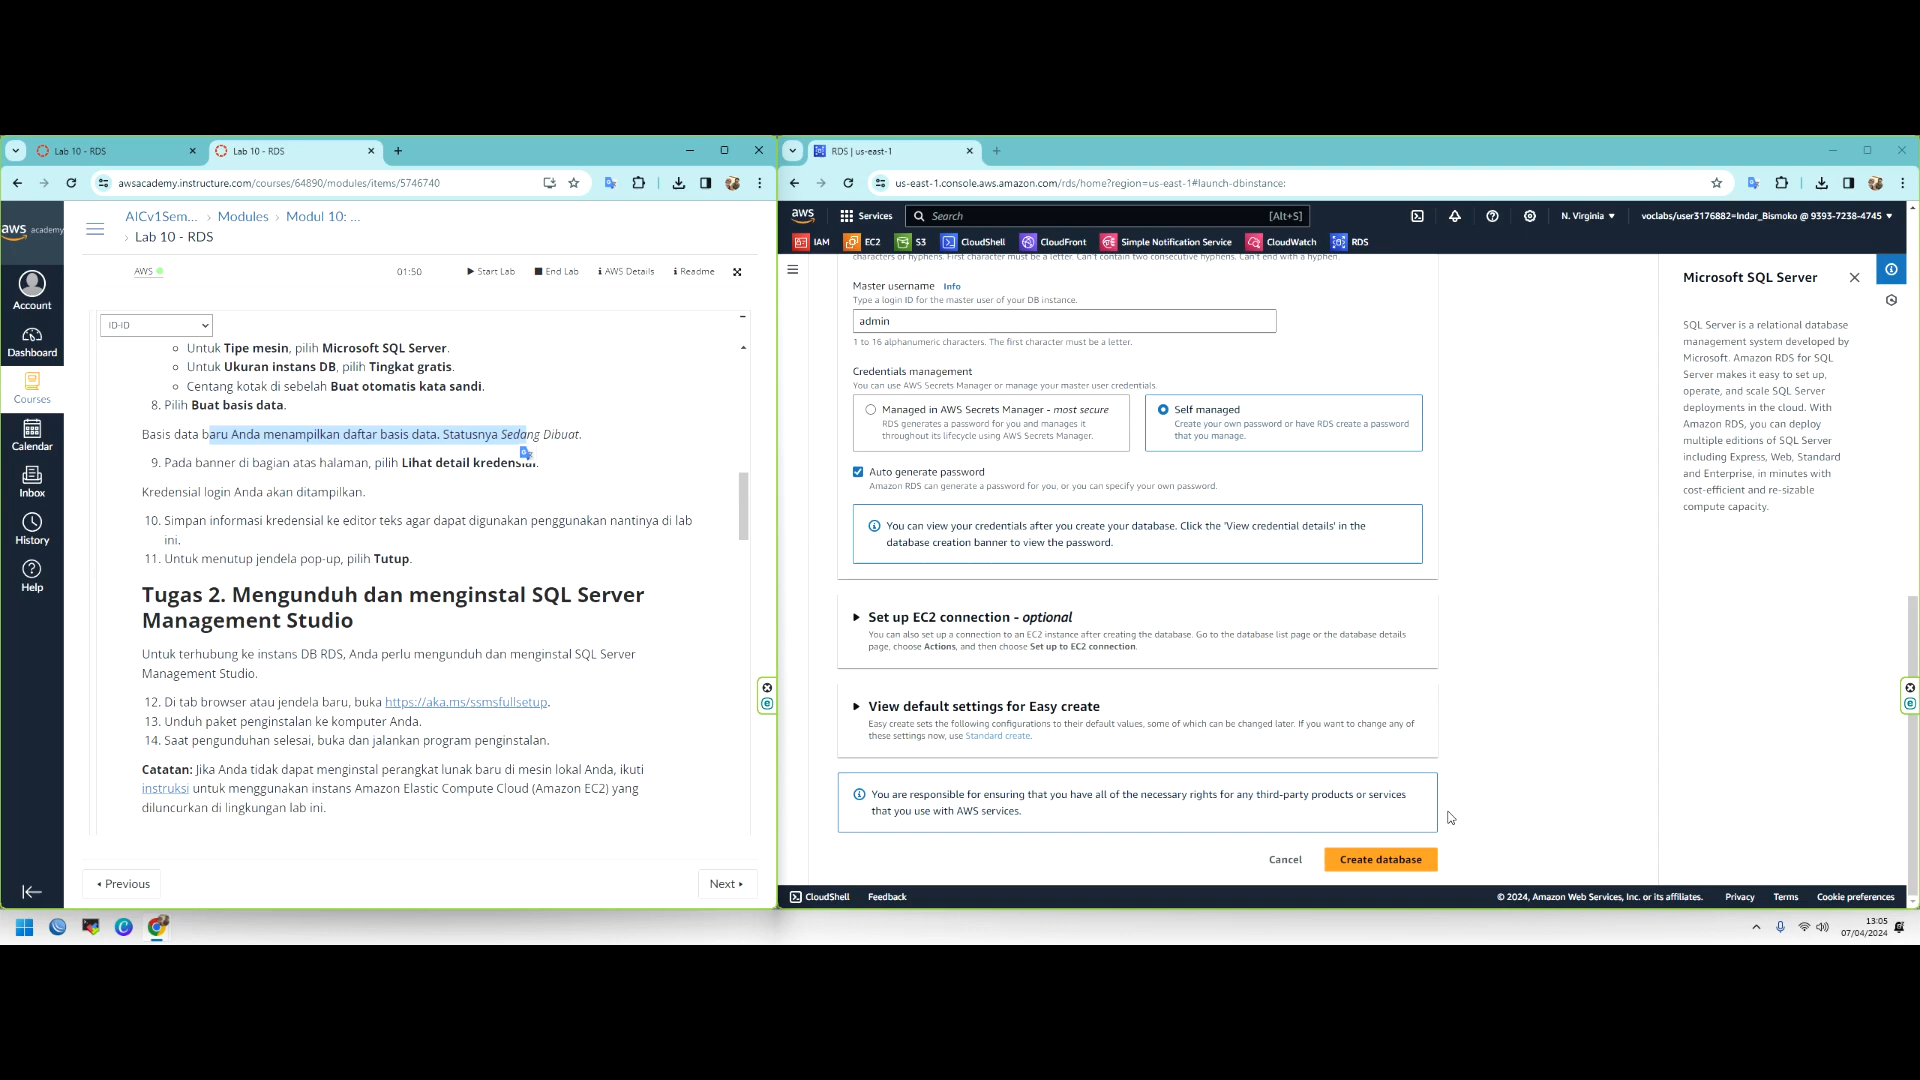 Lab 10 - RDS
Lab 10 - RDS
awsacademy.instructure.com/courses/64890/modules/items/5746740
aws academy
Account
Dashboard
Courses
Calendar
Inbox
History
Help
AICv1Sem... › Modules › Modul 10: ...
› Lab 10 - RDS
AWS
01:50
Start Lab
End Lab
AWS Details
Readme
ID-ID
Untuk Tipe mesin, pilih Microsoft SQL Server.
Untuk Ukuran instans DB, pilih Tingkat gratis.
Centang kotak di sebelah Buat otomatis kata sandi.
8. Pilih Buat basis data.
Basis data baru Anda menampilkan daftar basis data. Statusnya Sedang Dibuat.
9. Pada banner di bagian atas halaman, pilih Lihat detail kredensial.
Kredensial login Anda akan ditampilkan.
10. Simpan informasi kredensial ke editor teks agar dapat digunakan penggunakan nantinya di lab
ini.
11. Untuk menutup jendela pop-up, pilih Tutup.
Tugas 2. Mengunduh dan menginstal SQL Server
Management Studio
Untuk terhubung ke instans DB RDS, Anda perlu mengunduh dan menginstal SQL Server
Management Studio.
12. Di tab browser atau jendela baru, buka https://aka.ms/ssmsfullsetup.
13. Unduh paket penginstalan ke komputer Anda.
14. Saat pengunduhan selesai, buka dan jalankan program penginstalan.
Catatan: Jika Anda tidak dapat menginstal perangkat lunak baru di mesin lokal Anda, ikuti
instruksi untuk menggunakan instans Amazon Elastic Compute Cloud (Amazon EC2) yang
diluncurkan di lingkungan lab ini.
Previous
Next
RDS | us-east-1
us-east-1.console.aws.amazon.com/rds/home?region=us-east-1#launch-dbinstance:
aws
Services
Search
[Alt+S]
N. Virginia
voclabs/user3176882=Indar_Bismoko @ 9393-7238-4745
IAM
EC2
S3
CloudShell
CloudFront
Simple Notification Service
CloudWatch
RDS
characters or hyphens. First character must be a letter. Can't contain two consecutive hyphens. Can't end with a hyphen.
Master username Info
Type a login ID for the master user of your DB instance.
admin
1 to 16 alphanumeric characters. The first character must be a letter.
Credentials management
You can use AWS Secrets Manager or manage your master user credentials.
Managed in AWS Secrets Manager - most secure
RDS generates a password for you and manages it
throughout its lifecycle using AWS Secrets Manager.
Self managed
Create your own password or have RDS create a password
that you manage.
Auto generate password
Amazon RDS can generate a password for you, or you can specify your own password.
You can view your credentials after you create your database. Click the 'View credential details' in the
database creation banner to view the password.
Set up EC2 connection - optional
You can also set up a connection to an EC2 instance after creating the database. Go to the database list page or the database details
page, choose Actions, and then choose Set up to EC2 connection.
View default settings for Easy create
Easy create sets the following configurations to their default values, some of which can be changed later. If you want to change any of
these settings now, use Standard create.
You are responsible for ensuring that you have all of the necessary rights for any third-party products or services
that you use with AWS services.
Cancel
Create database
Microsoft SQL Server
SQL Server is a relational database
management system developed by
Microsoft. Amazon RDS for SQL
Server makes it easy to set up,
operate, and scale SQL Server
deployments in the cloud. With
Amazon RDS, you can deploy
multiple editions of SQL Server
including Express, Web, Standard
and Enterprise, in minutes with
cost-efficient and re-sizable
compute capacity.
CloudShell
Feedback
© 2024, Amazon Web Services, Inc. or its affiliates.
Privacy
Terms
Cookie preferences
13:05
07/04/2024